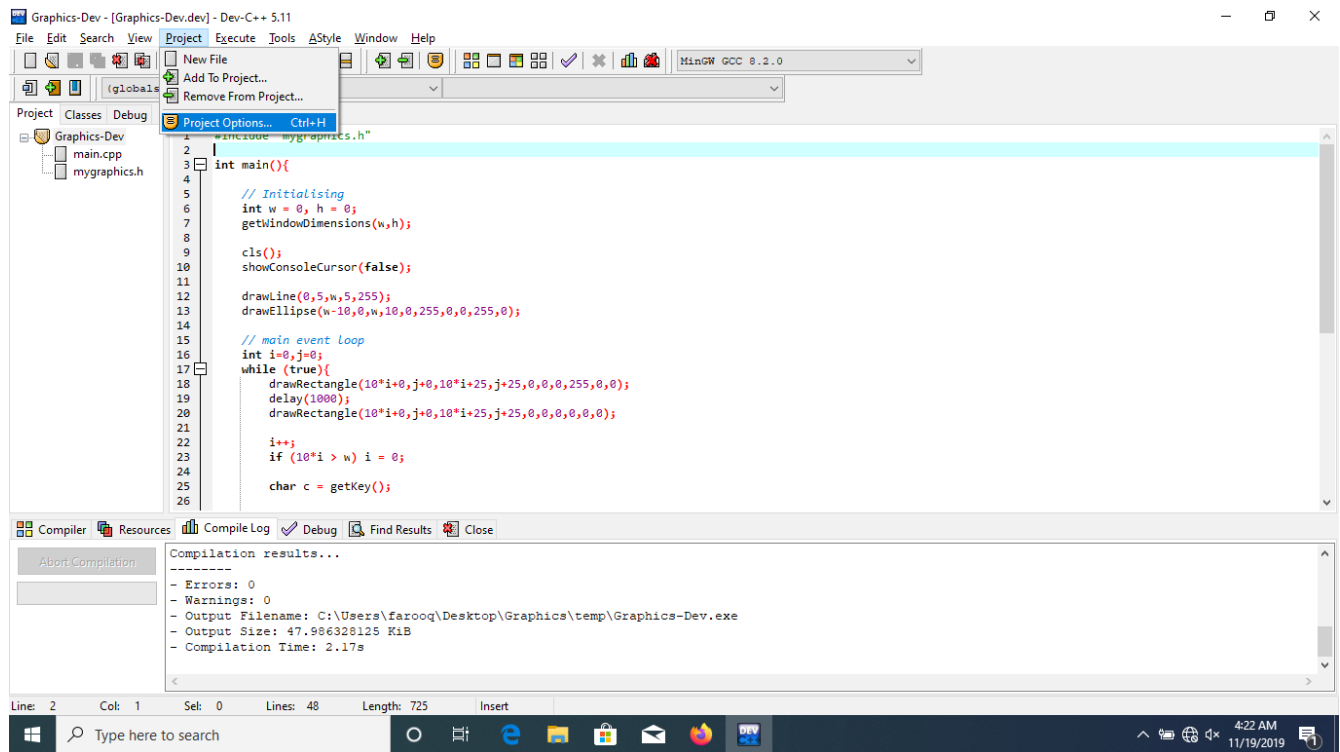 Graphics-Dev - [Graphics-Dev.dev] - Dev-C++ 5.11
File Edit Search View Project Execute Tools AStyle Window Help
New File
Add To Project...
Remove From Project...
Project Options... Ctrl+H
MinGW GCC 8.2.0
(globals
Project Classes Debug
Graphics-Dev
main.cpp
mygraphics.h
1 #include "mygraphics.h"
2
3 int main(){
4
5 // Initialising
6 int w = 0, h = 0;
7 getWindowDimensions(w,h);
8
9 cls();
10 showConsoleCursor(false);
11
12 drawLine(0,5,w,5,255);
13 drawEllipse(w-10,0,w,10,0,255,0,0,255,0);
14
15 // main event loop
16 int i=0,j=0;
17 while (true){
18 drawRectangle(10*i+0,j+0,10*i+25,j+25,0,0,0,255,0,0);
19 delay(1000);
20 drawRectangle(10*i+0,j+0,10*i+25,j+25,0,0,0,0,0,0);
21
22 i++;
23 if (10*i > w) i = 0;
24
25 char c = getKey();
26
Compiler Resources Compile Log Debug Find Results Close
Abort Compilation
Compilation results...
--------
- Errors: 0
- Warnings: 0
- Output Filename: C:\Users\farooq\Desktop\Graphics\temp\Graphics-Dev.exe
- Output Size: 47.986328125 KiB
- Compilation Time: 2.17s
Line: 2 Col: 1 Sel: 0 Lines: 48 Length: 725 Insert
Type here to search
DEV
4:22 AM
11/19/2019
1